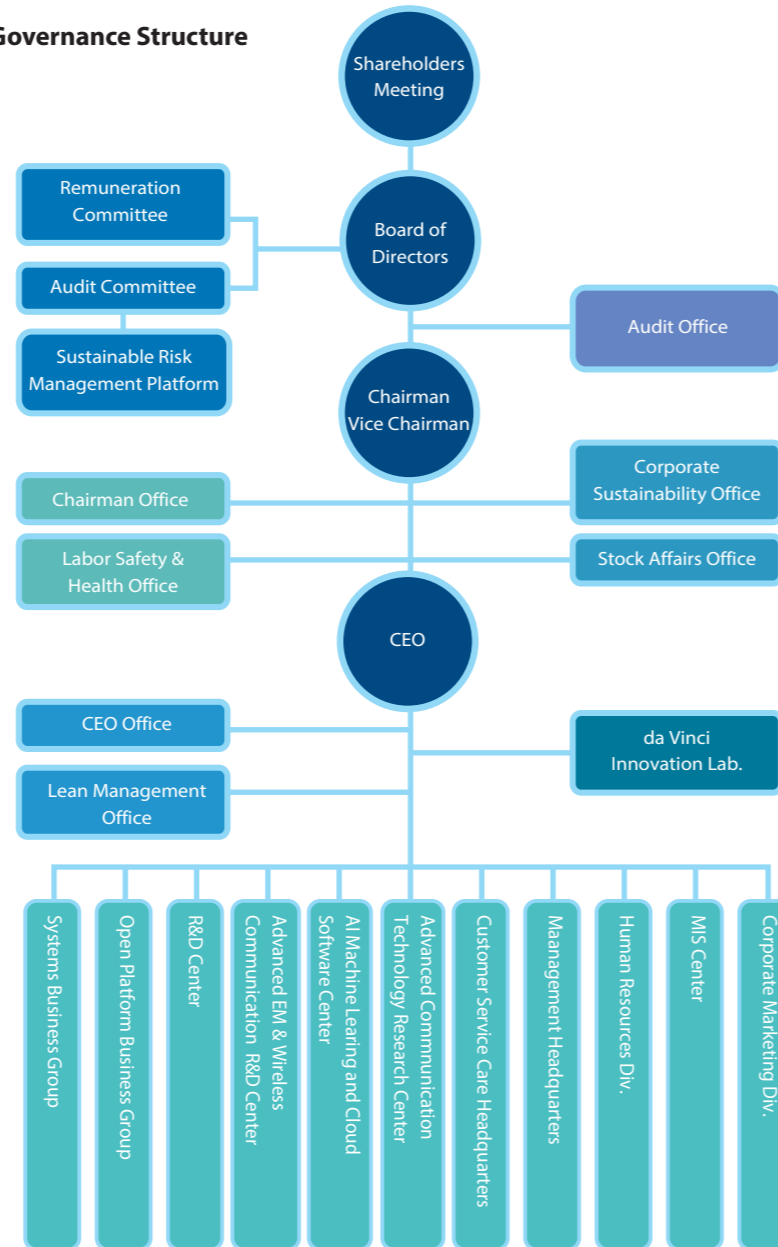 Governance Structure
Shareholders
Meeting
Remuneration
Committee
Board of
Directors
Audit Committee
Audit Office
Sustainable Risk
Management Platform
Chairman
Vice Chairman
Corporate
Sustainability Office
Chairman Office
Labor Safety &
Health Office
Stock Affairs Office
CEO
CEO Office
da Vinci
Innovation Lab.
Lean Management
Office
Systems Business Group
Open Platform Business Group
R&D Center
Advanced EM & Wireless
Communication R&D Center
AI Machine Learing and Cloud
Software Center
Advanced Commnunication
Technology Research Center
Customer Service Care Headquarters
Maanagement Headquarters
Human Resources Div.
MIS Center
Corporate Marketing Div.